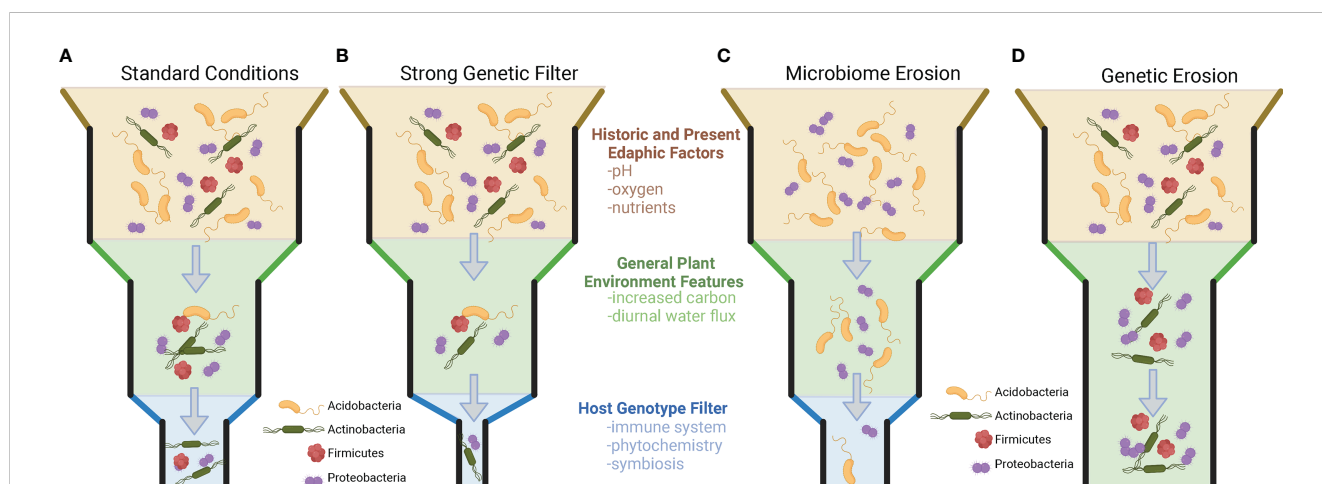 A
Standard Conditions
B
Strong Genetic Filter
C
Microbiome Erosion
D
Genetic Erosion
Historic and Present
Edaphic Factors
-pH
-oxygen
-nutrients
General Plant
Environment Features
-increased carbon
-diurnal water flux
Host Genotype Filter
-immune system
-phytochemistry
-symbiosis
Acidobacteria
Actinobacteria
Firmicutes
Proteobacteria
Acidobacteria
Actinobacteria
Firmicutes
Proteobacteria